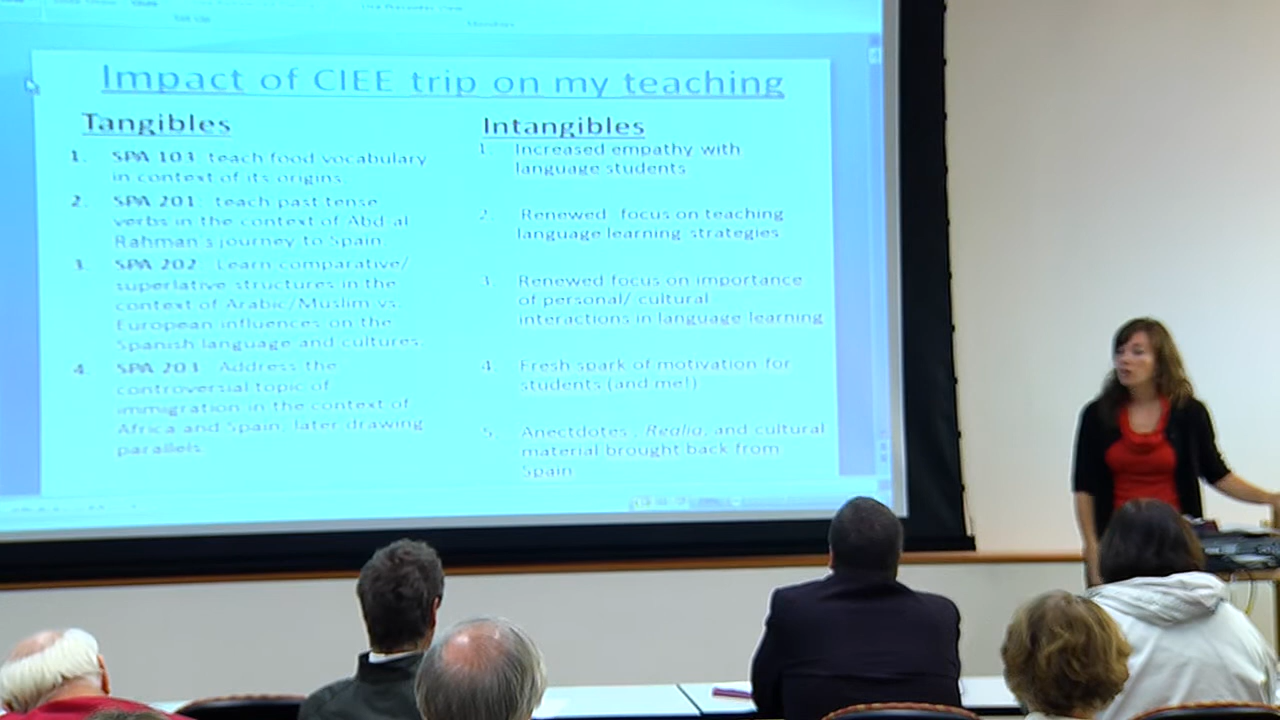 Impact of CIEE trip on my teaching
Tangibles
1. SPA 103: teach food vocabulary
in context of its origins.
2. SPA 201: teach past tense
verbs in the context of Abd-al
Rahman's journey to Spain.
3. SPA 202: Learn comparative/
superlative structures in the
context of Arabic/Muslim vs.
European influences on the
Spanish language and cultures.
4. SPA 203: Address the
controversial topic of
immigration in the context of
Africa and Spain, later drawing
parallels
Intangibles
1. Increased empathy with
language students
2. Renewed focus on teaching
language learning strategies
3. Renewed focus on importance
of personal/ cultural
interactions in language learning
4. Fresh spark of motivation for
students (and me!)
5. Anectdotes , Realia, and cultural
material brought back from
Spain